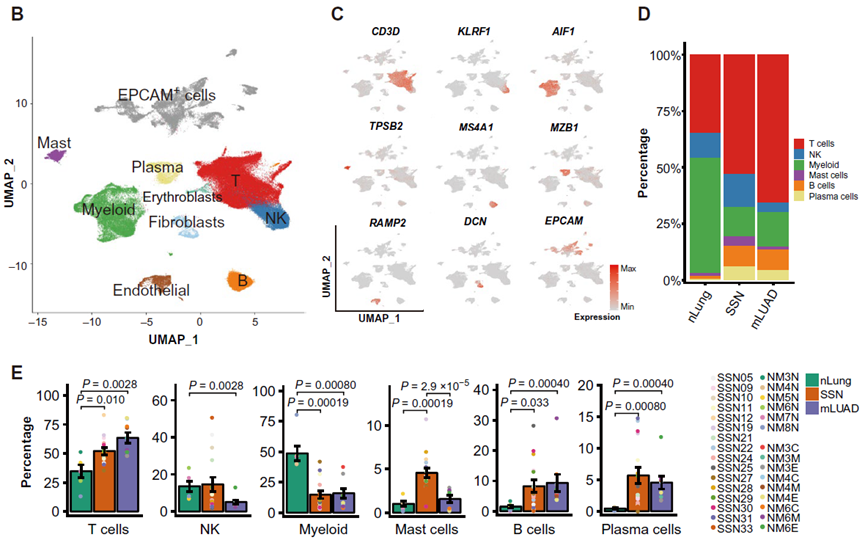 B
UMAP_2
10
0
−10
EPCAM⁺ cells
Mast
Plasma
T
Erythroblasts
Myeloid
Fibroblasts
NK
Endothelial
B
−15
−10
−5
0
5
UMAP_1
C
CD3D
KLRF1
AIF1
TPSB2
MS4A1
MZB1
RAMP2
DCN
EPCAM
UMAP_2
UMAP_1
Max
Min
Expression
D
Percentage
100%
75%
50%
25%
0%
nLung
SSN
mLUAD
T cells
NK
Myeloid
Mast cells
B cells
Plasma cells
E
Percentage
100
75
50
25
0
P = 0.0028
P = 0.010
T cells
60
40
20
0
P = 0.0028
NK
100
75
50
25
0
P = 0.00080
P = 0.00019
Myeloid
15
10
5
0
P = 2.9 ×10⁻⁵
P = 0.00019
Mast cells
40
30
20
10
0
P = 0.00040
P = 0.033
B cells
20
15
10
5
0
P = 0.00040
P = 0.00080
Plasma cells
SSN05
SSN09
SSN10
SSN11
SSN12
SSN19
SSN21
SSN22
SSN24
SSN25
SSN27
SSN28
SSN29
SSN30
SSN31
SSN33
NM3N
NM4N
NM5N
NM6N
NM7N
NM8N
NM3C
NM3M
NM3E
NM4C
NM4M
NM4E
NM6C
NM6M
NM6E
nLung
SSN
mLUAD